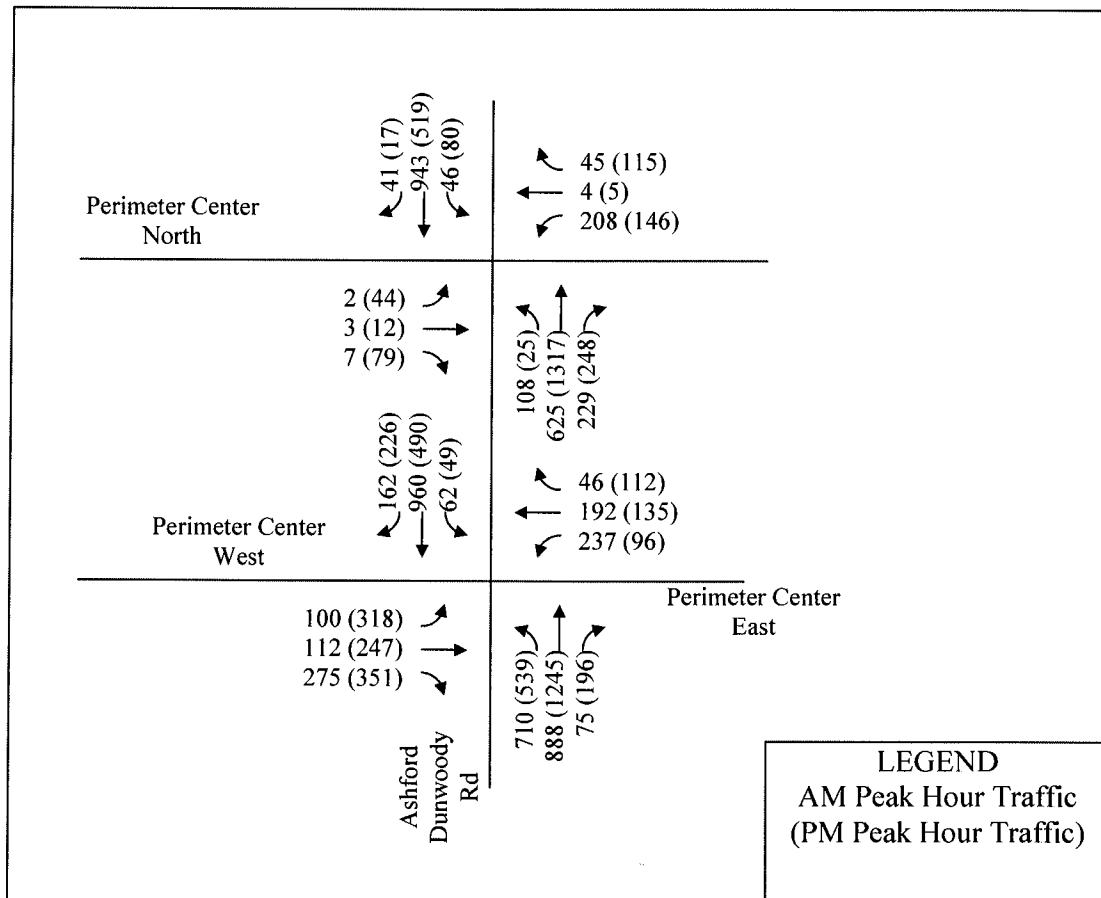 41 (17)
943 (519)
46 (80)
45 (115)
4 (5)
208 (146)
Perimeter Center
North
2 (44)
3 (12)
7 (79)
108 (25)
625 (1317)
229 (248)
162 (226)
960 (490)
62 (49)
46 (112)
192 (135)
237 (96)
Perimeter Center
West
Perimeter Center
East
100 (318)
112 (247)
275 (351)
710 (539)
888 (1245)
75 (196)
Ashford
Dunwoody
Rd
LEGEND
AM Peak Hour Traffic
(PM Peak Hour Traffic)